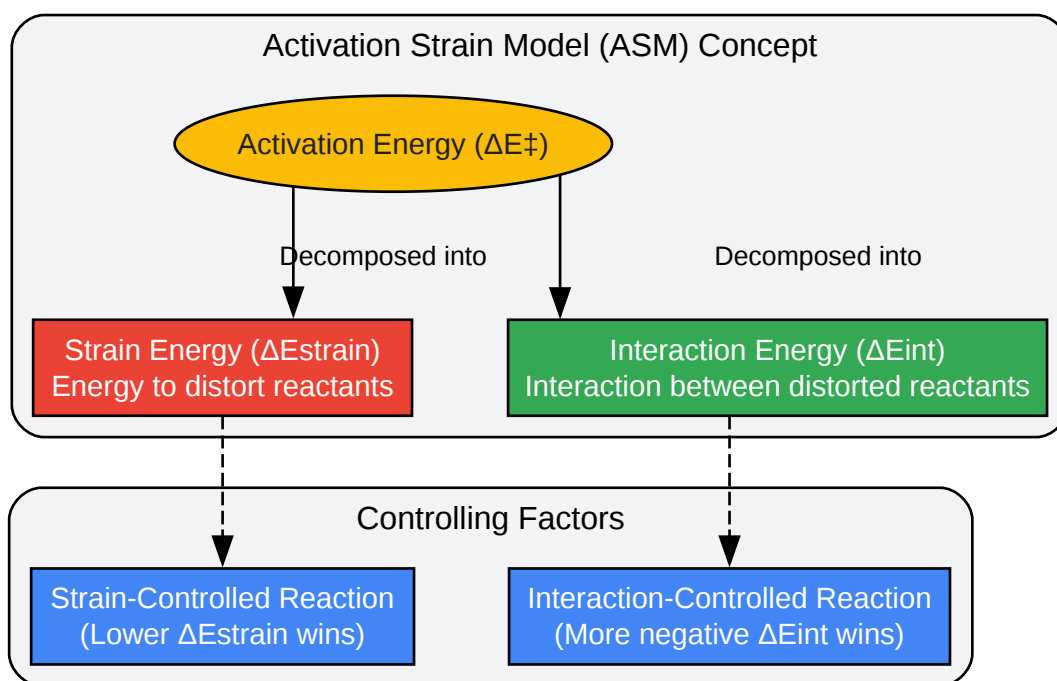 Activation Strain Model (ASM) Concept
Activation Energy (ΔE‡)
Decomposed into
Decomposed into
Strain Energy (ΔEstrain)
Energy to distort reactants
Interaction Energy (ΔEint)
Interaction between distorted reactants
Controlling Factors
Strain-Controlled Reaction
(Lower ΔEstrain wins)
Interaction-Controlled Reaction
(More negative ΔEint wins)